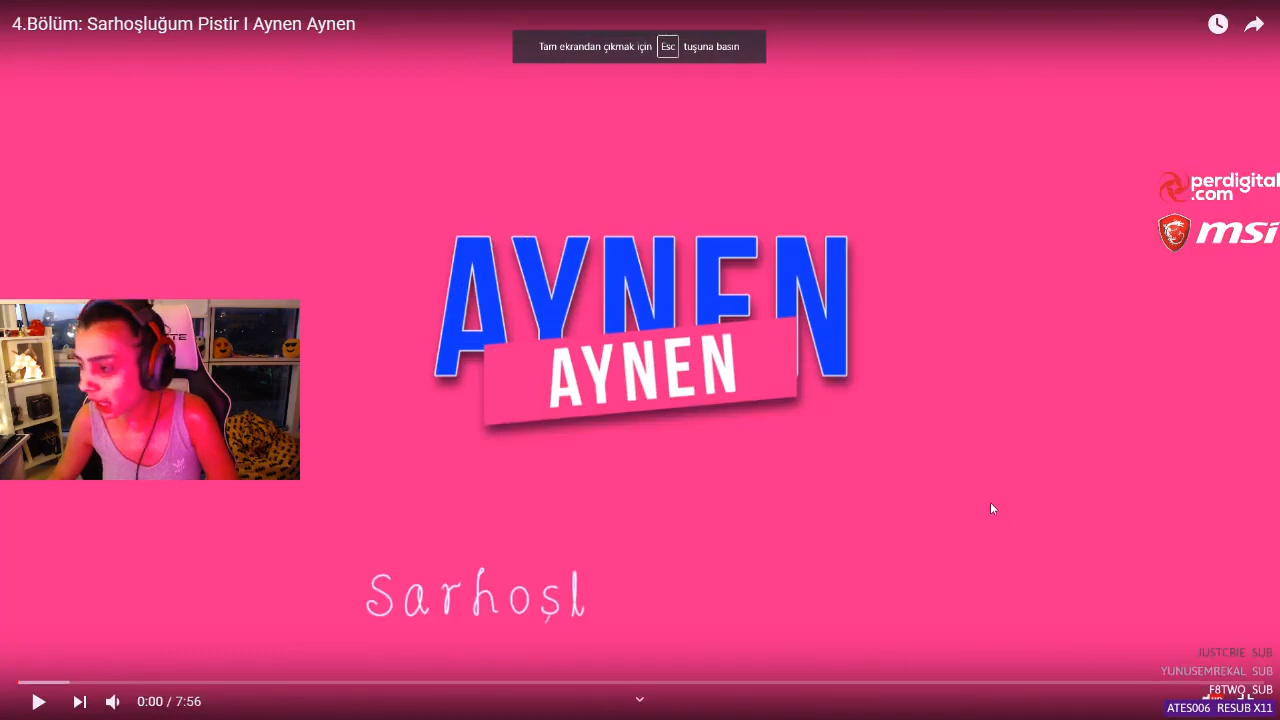 4.Bölüm: Sarhoşluğum Pistir I Aynen Aynen
Tam ekrandan çıkmak için Esc tuşuna basın
perdigital
.com
msi
AYNEN
AYNEN
Sarhoşl
JUSTCRIE SUB
YUNUSEMREKAL SUB
F8TWO SUB
ATES006 RESUB X11
0:00 / 7:56